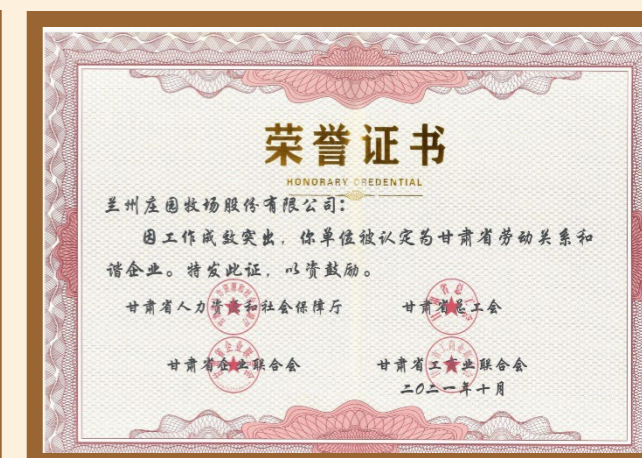 荣誉证书
HONORARY CREDENTIAL
兰州庄园牧场股份有限公司:
因工作成效突出，你单位被认定为甘肃省劳动关系和
谐企业。特发此证，以资鼓励。
甘肃省人力资源和社会保障厅 甘肃省总工会
甘肃省企业联合会 甘肃省工商业联合会
二〇二一年十月